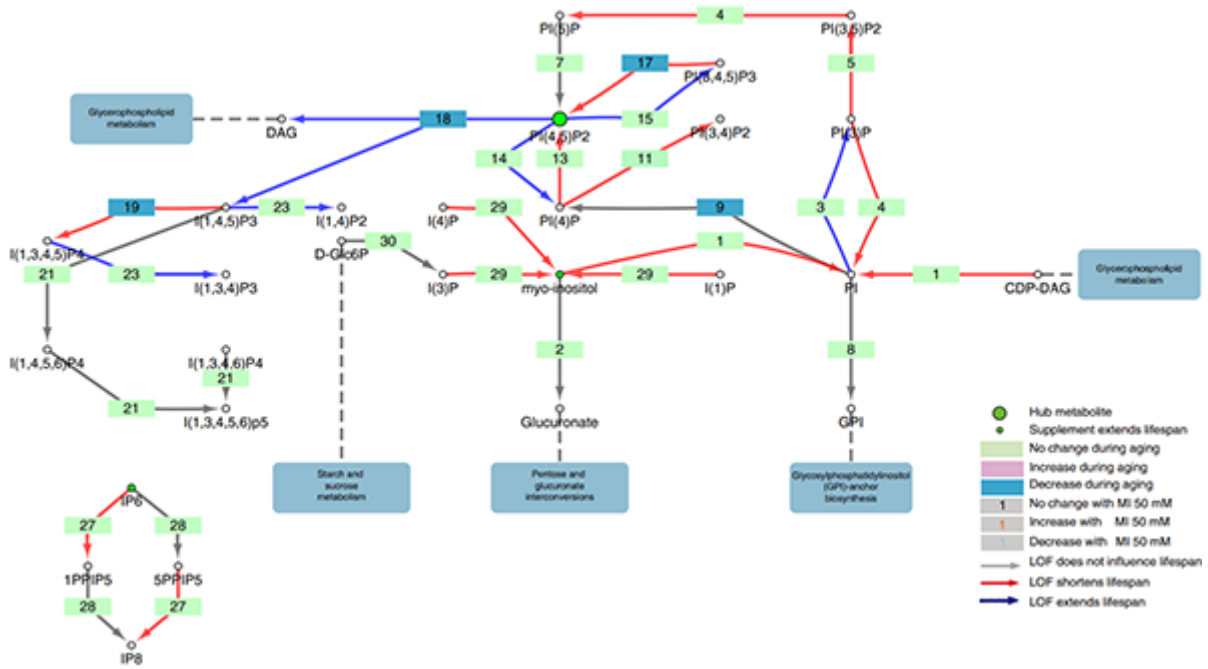 4
PI(5)P
PI(3,5)P2
7
17
5
PI(3,4,5)P3
Glycerophospholipid
metabolism
DAG
18
PI(4,5)P2
15
PI(3,4)P2
PI(3)P
14
13
11
19
I(1,4,5)P3
23
I(1,4)P2
I(4)P
29
PI(4)P
9
3
4
I(1,3,4,5)P4
D-Glc6P
30
1
21
23
I(1,3,4)P3
I(3)P
29
myo-inositol
29
I(1)P
PI
1
CDP-DAG
Glycerophospholipid
metabolism
I(1,4,5,6)P4
I(1,3,4,6)P4
21
2
8
21
I(1,3,4,5,6)p5
Glucuronate
GPI
Starch and
sucrose
metabolism
Pentose and
glucuronate
interconversions
Glycosylphosphatidylinositol
(GPI)-anchor
biosynthesis
IP6
27
28
1PPIP5
5PPIP5
28
27
IP8
Hub metabolite
Supplement extends lifespan
No change during aging
Increase during aging
Decrease during aging
1 No change with MI 50 mM
1 Increase with MI 50 mM
1 Decrease with MI 50 mM
LOF does not influence lifespan
LOF shortens lifespan
LOF extends lifespan